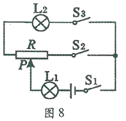 L₂ S₃
R S₂
P
L₁ S₁
图 8